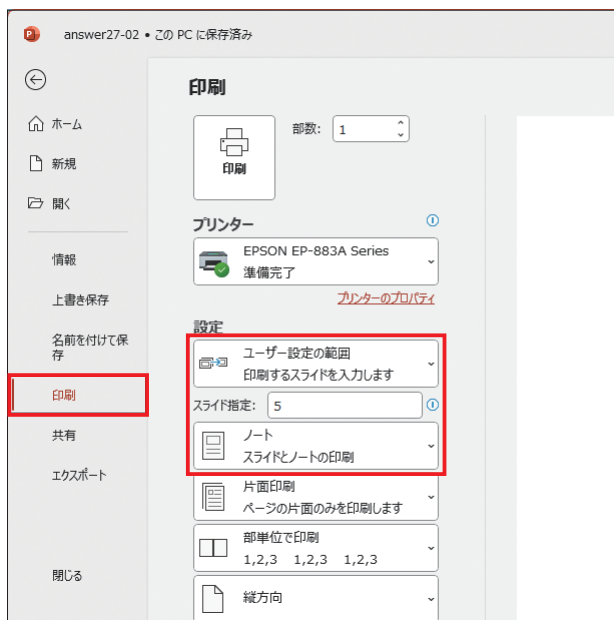 answer27-02 • この PC に保存済み
印刷
ホーム
新規
開く
情報
上書き保存
名前を付けて保
存
印刷
共有
エクスポート
閉じる
印刷
部数: 1
プリンター
EPSON EP-883A Series
準備完了
プリンターのプロパティ
設定
ユーザー設定の範囲
印刷するスライドを入力します
スライド指定: 5
ノート
スライドとノートの印刷
片面印刷
ページの片面のみを印刷します
部単位で印刷
1,2,3 1,2,3 1,2,3
縦方向